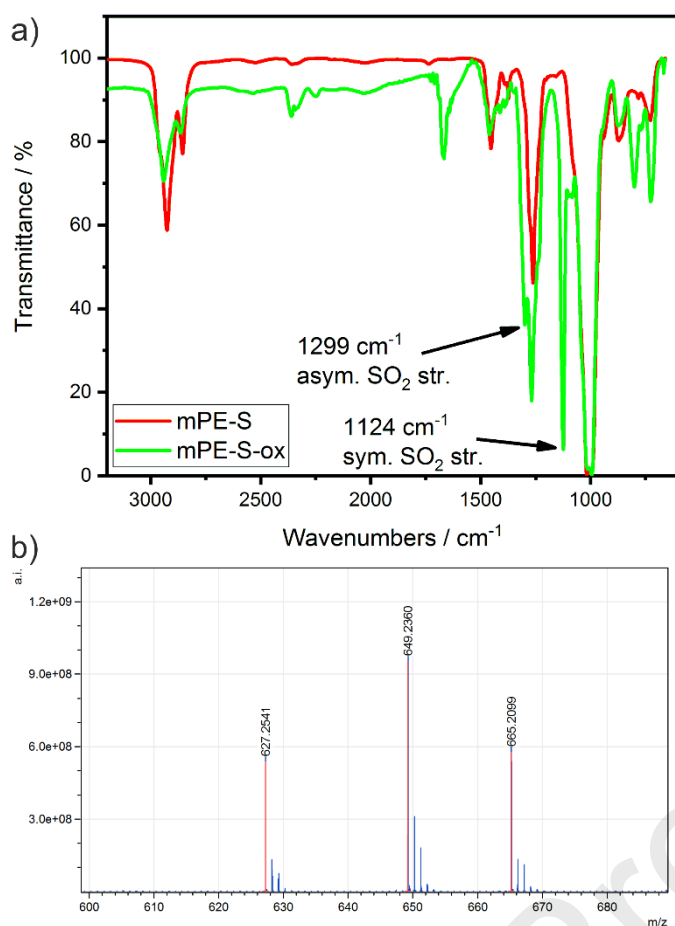 a)
100
80
60
40
20
0
Transmittance / %
1299 cm⁻¹
asym. SO₂ str.
1124 cm⁻¹
sym. SO₂ str.
mPE-S
mPE-S-ox
3000 2500 2000 1500 1000
Wavenumbers / cm⁻¹
b)
a.i.
1.2e+09
9.0e+08
6.0e+08
3.0e+08
627.2541
649.2360
665.2099
600 610 620 630 640 650 660 670 680
m/z